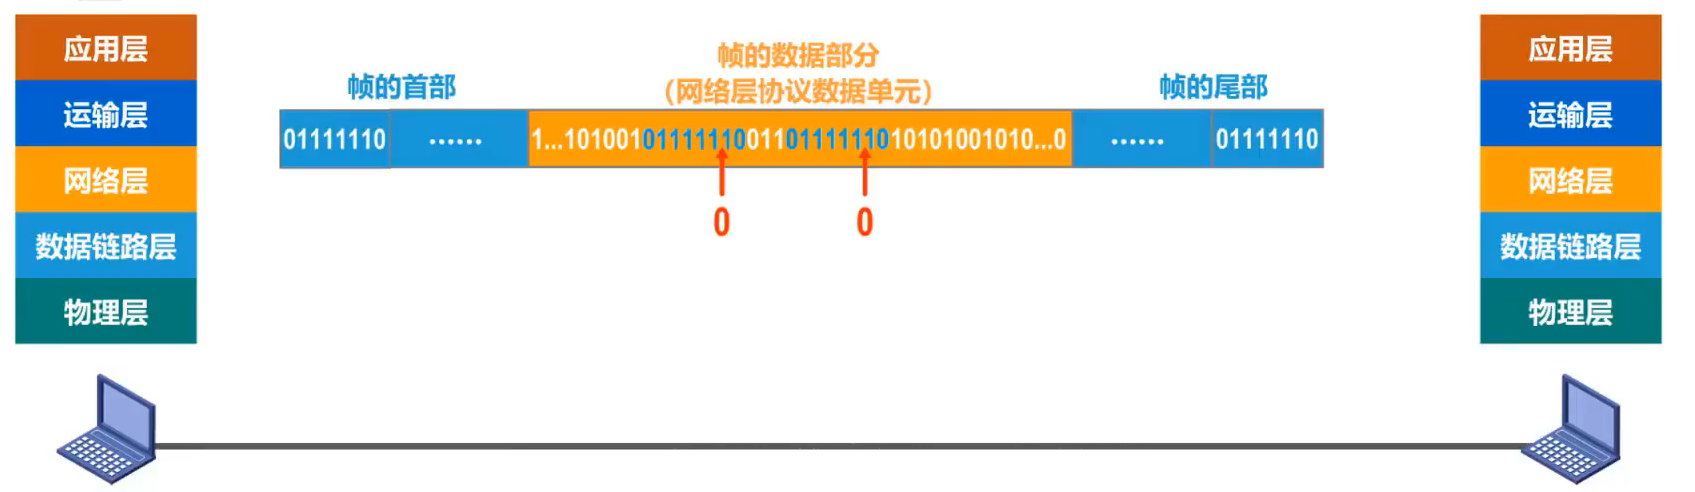 应用层
运输层
网络层
数据链路层
物理层
帧的首部
帧的数据部分
（网络层协议数据单元）
帧的尾部
01111110
……
1...1010010111111001101111111010101001010...0
……
01111110
0
0
应用层
运输层
网络层
数据链路层
物理层